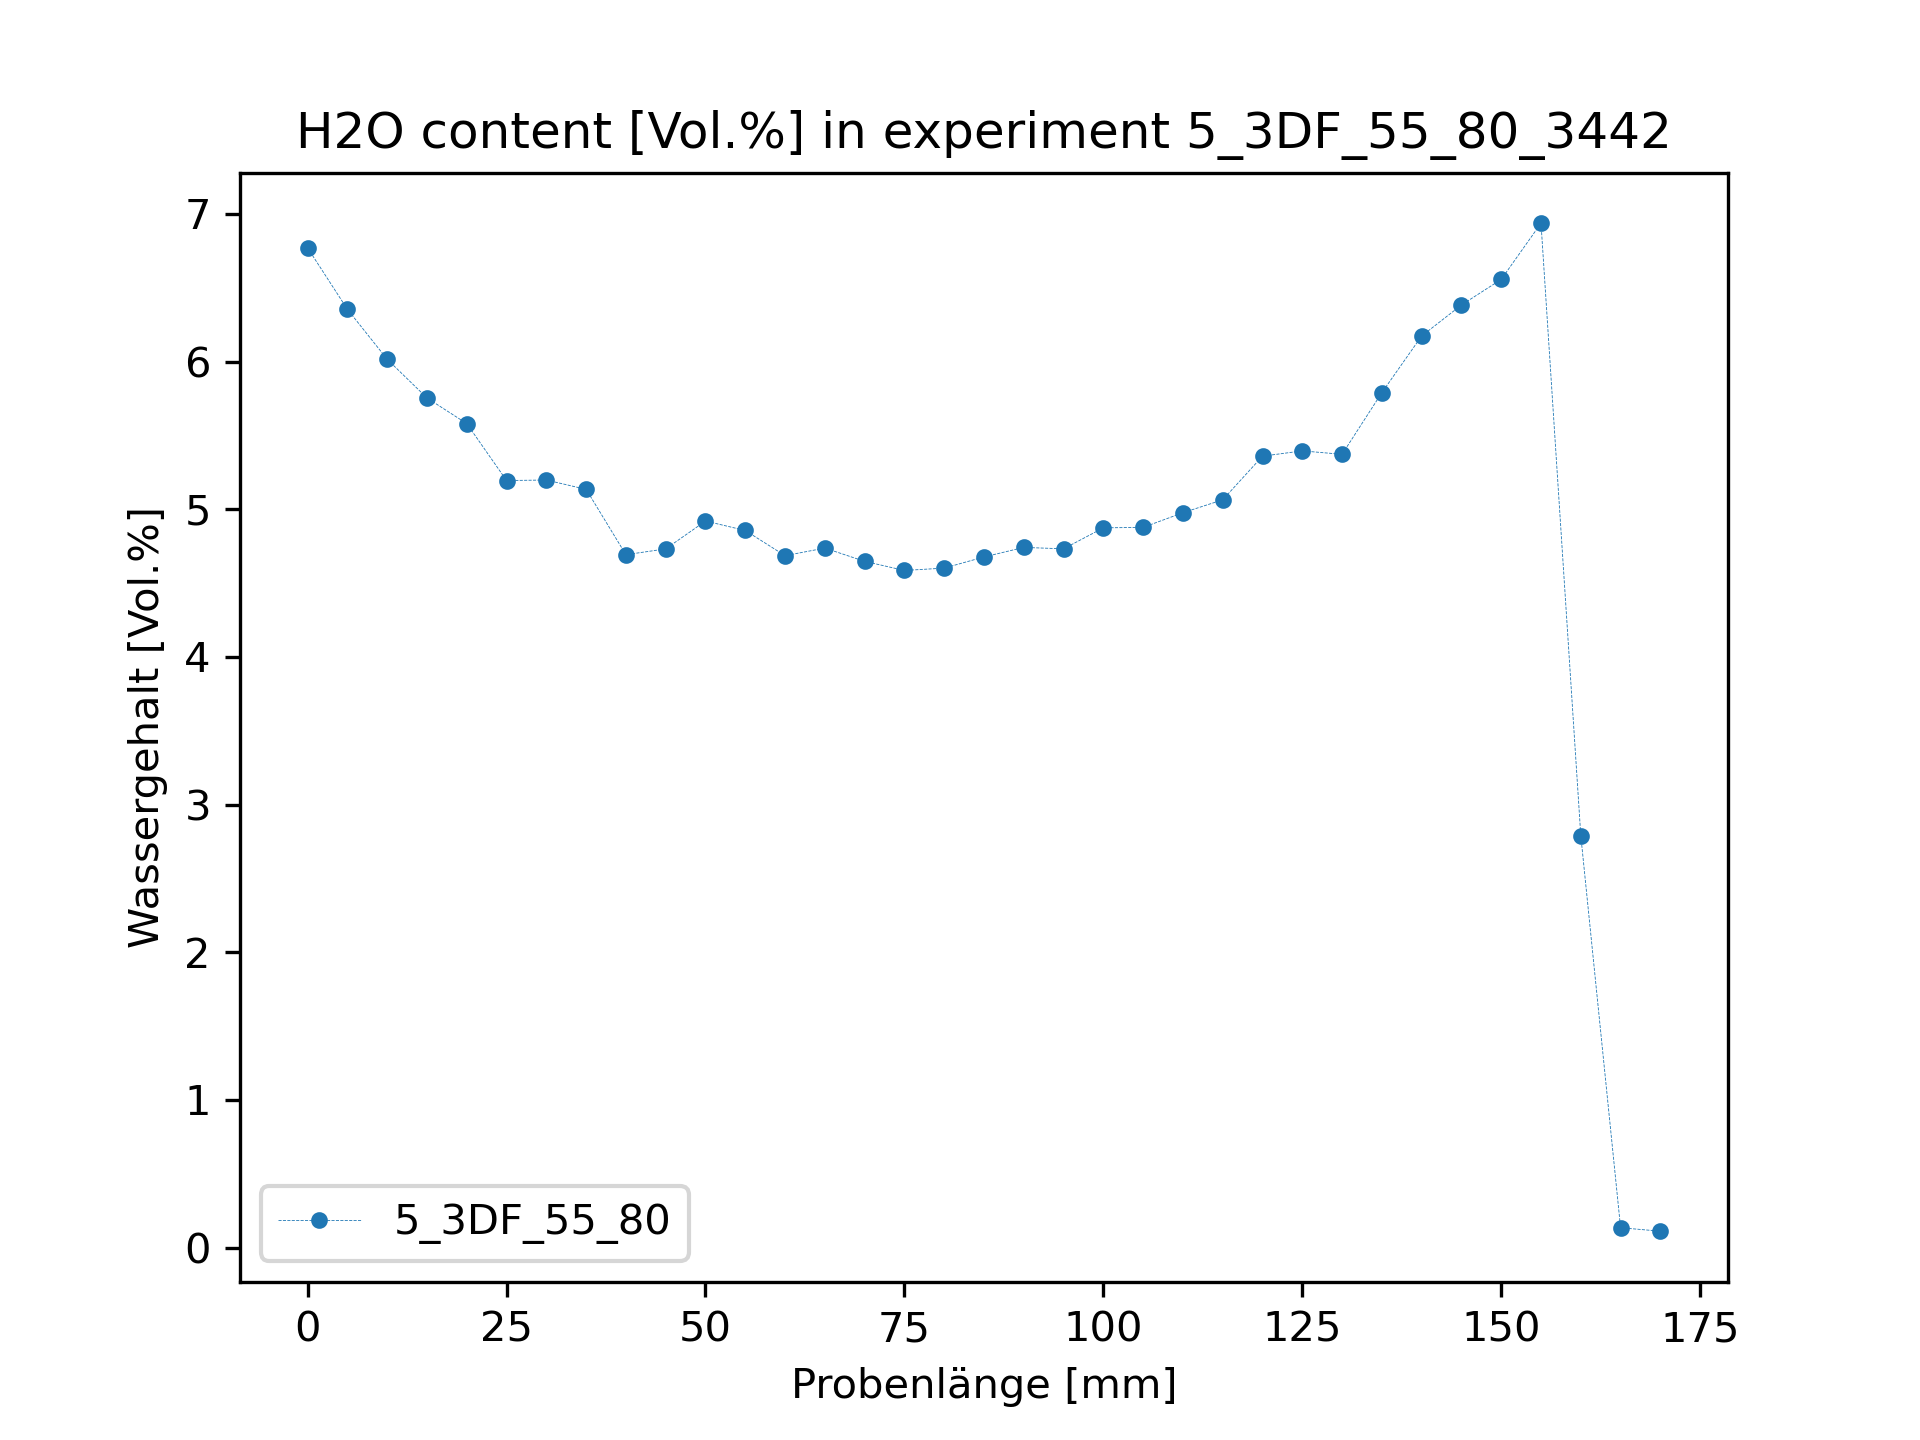 H2O content [Vol.%] in experiment 5_3DF_55_80_3442
Wassergehalt [Vol.%]
7
6
5
4
3
2
1
0
5_3DF_55_80
0 25 50 75 100 125 150 175
Probenlänge [mm]